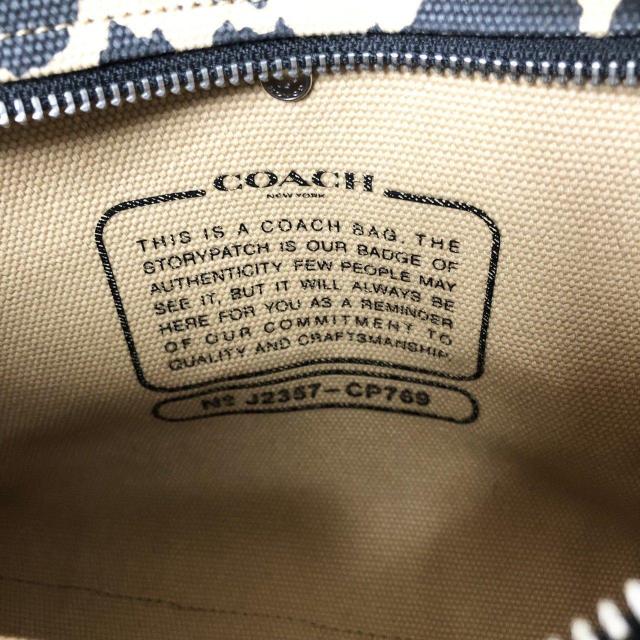 COACH
NEW YORK
THIS IS A COACH BAG. THE
STORYPATCH IS OUR BADGE OF
AUTHENTICITY FEW PEOPLE MAY
SEE IT, BUT IT WILL ALWAYS BE
HERE FOR YOU AS A REMINDER
OF OUR COMMITMENT TO
QUALITY AND CRAFTSMANSHIP.
Nº J2357-CP769